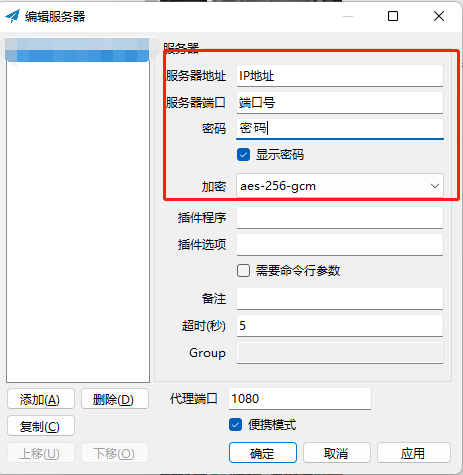 编辑服务器
服务器
服务器地址 IP地址
服务器端口 端口号
密码 密码
显示密码
加密 aes-256-gcm
插件程序
插件选项
需要命令行参数
备注
超时(秒) 5
Group
添加(A) 删除(D) 代理端口 1080
复制(C) 便携模式
上移(U) 下移(O) 确定 取消 应用